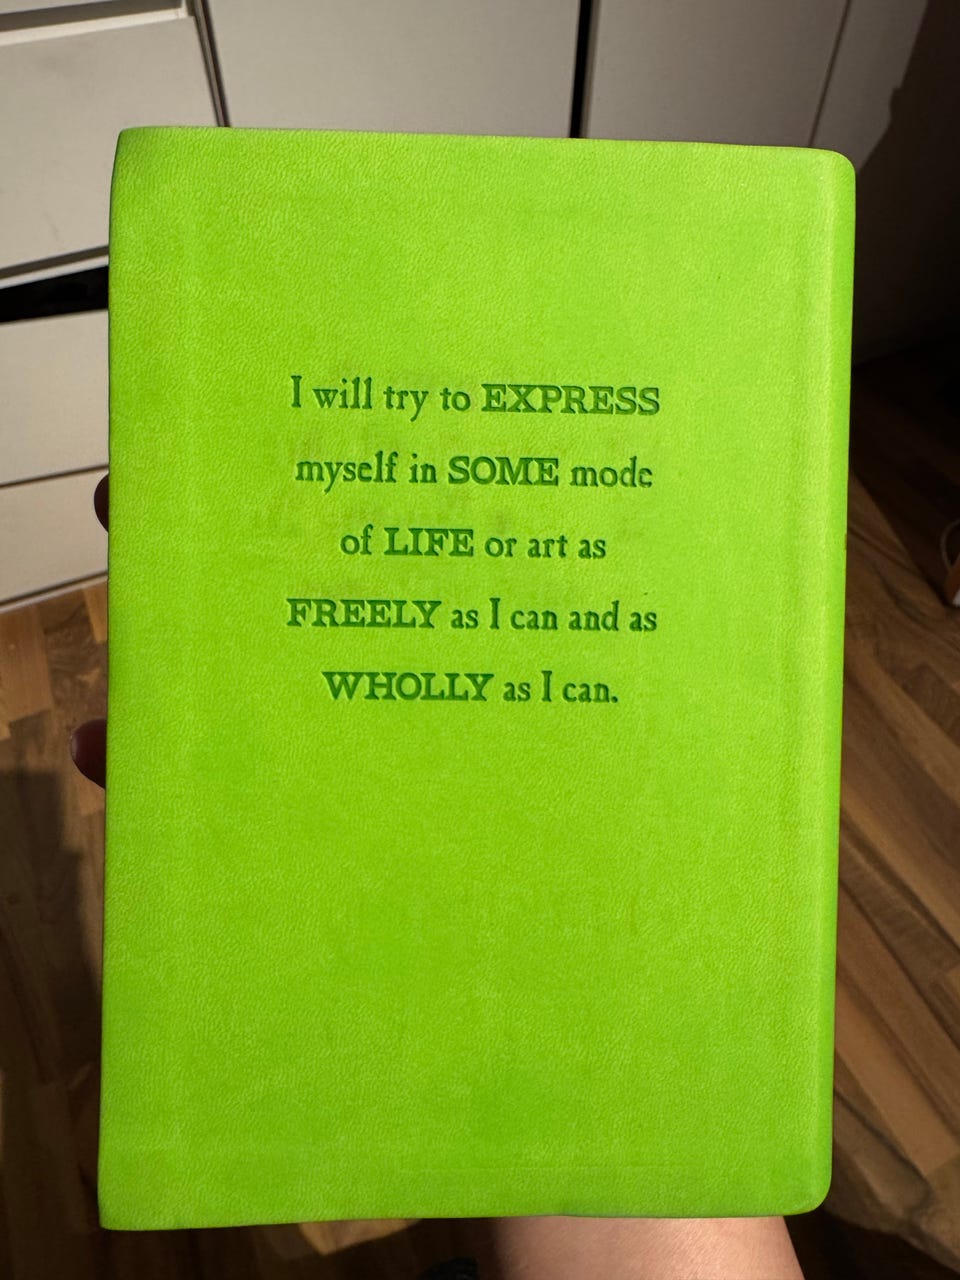 I will try to EXPRESS
myself in SOME mode
of LIFE or art as
FREELY as I can and as
WHOLLY as I can.